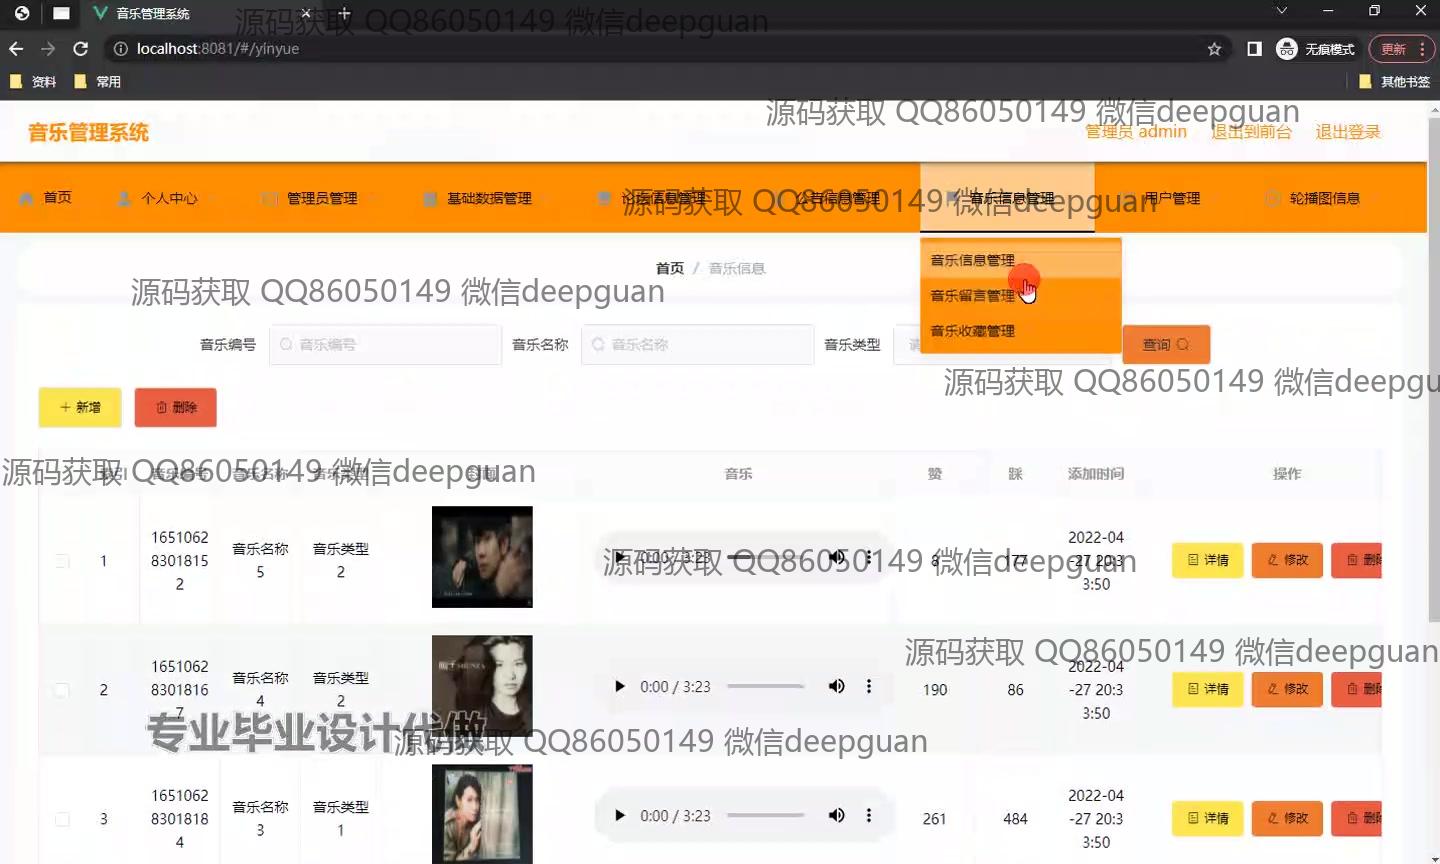 音乐管理系统
localhost:8081/#/yinyue
无痕模式
更新
资料
常用
其他书签
源码获取 QQ86050149 微信deepguan
源码获取 QQ86050149 微信deepguan
音乐管理系统
管理员 admin
退出到前台
退出登录
首页
个人中心
管理员管理
基础数据管理
论坛信息管理
公告信息管理
音乐信息管理
用户管理
轮播图信息
源码获取 QQ86050149 微信deepguan
音乐信息管理
音乐留言管理
音乐收藏管理
首页 / 音乐信息
源码获取 QQ86050149 微信deepguan
音乐编号
音乐编号
音乐名称
音乐名称
音乐类型
请
查询
源码获取 QQ86050149 微信deepgu
新增
删除
索引
音乐编号
音乐名称
音乐类型
封面
音乐
赞
踩
添加时间
操作
源码获取 QQ86050149 微信deepguan
1
1651062
8301815
2
音乐名称
5
音乐类型
2
0:00 / 3:23
177
2022-04
-27 20:3
3:50
详情
修改
删除
源码获取 QQ86050149 微信deepguan
2
1651062
8301816
7
音乐名称
4
音乐类型
2
0:00 / 3:23
190
86
2022-04
-27 20:3
3:50
详情
修改
删除
源码获取 QQ86050149 微信deepguan
专业毕业设计代做
源码获取 QQ86050149 微信deepguan
3
1651062
8301818
4
音乐名称
3
音乐类型
1
0:00 / 3:23
261
484
2022-04
-27 20:3
3:50
详情
修改
删除